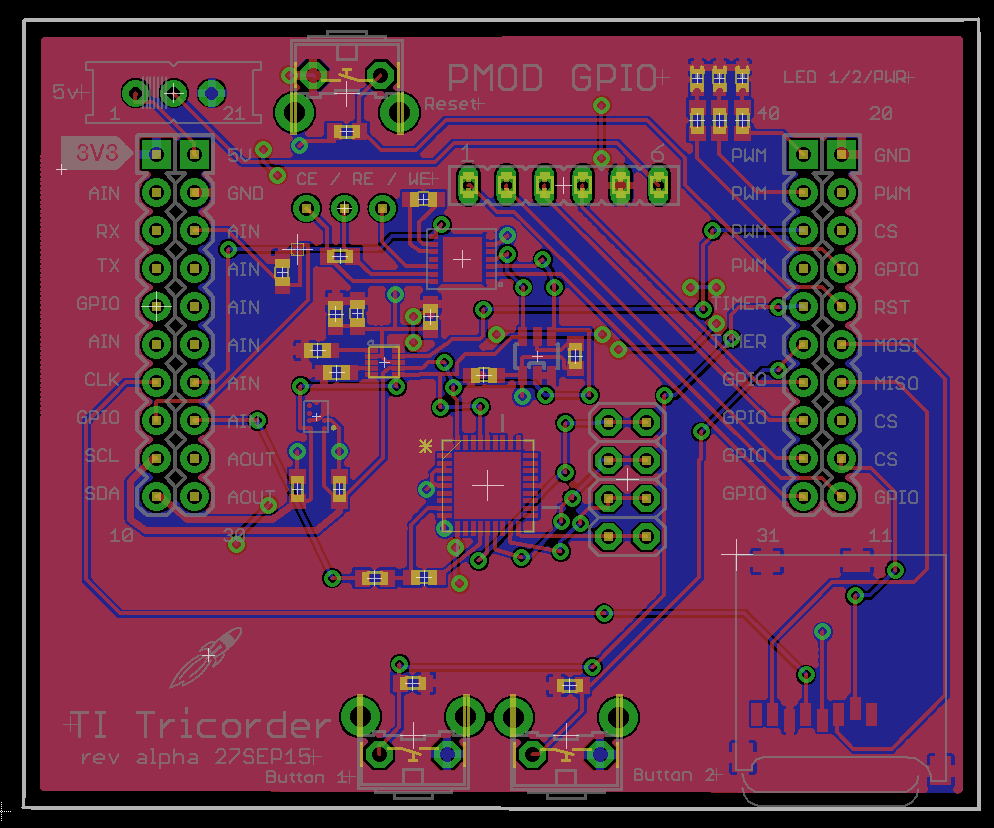 PMOD GPIO
LED 1/2/PWR
5v
1
21
Reset
40
20
3V3
5V
1
6
PWM
GND
AIN
GND
CE / RE / WE
PWM
PWM
RX
AIN
PWM
CS
TX
AIN
PWM
GPIO
GPIO
AIN
TIMER
RST
AIN
AIN
TIMER
MOSI
CLK
AIN
GPIO
MISO
GPIO
AIN
GPIO
CS
SCL
AOUT
GPIO
CS
SDA
AOUT
GPIO
GPIO
10
30
31
11
TI Tricorder
rev alpha 27SEP15
Button 1
Button 2